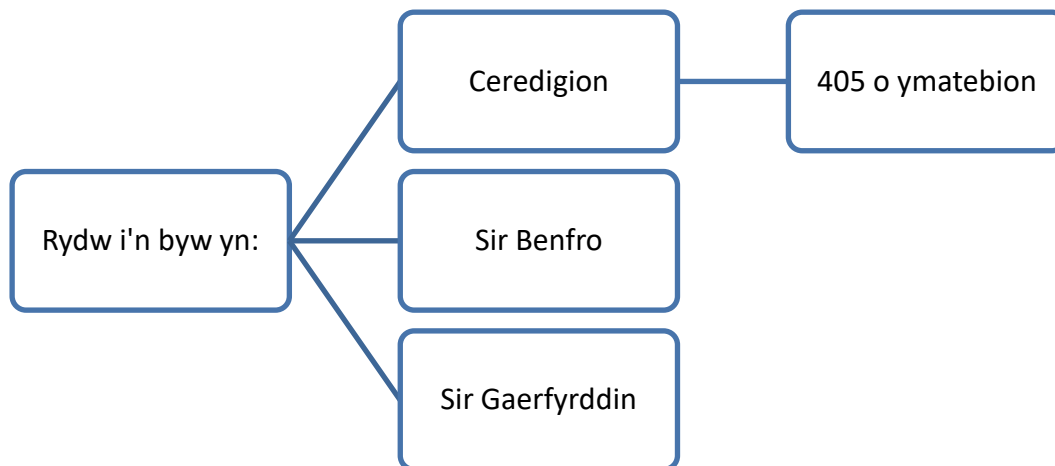 Rydw i'n byw yn:
Ceredigion
405 o ymatebion
Sir Benfro
Sir Gaerfyrddin